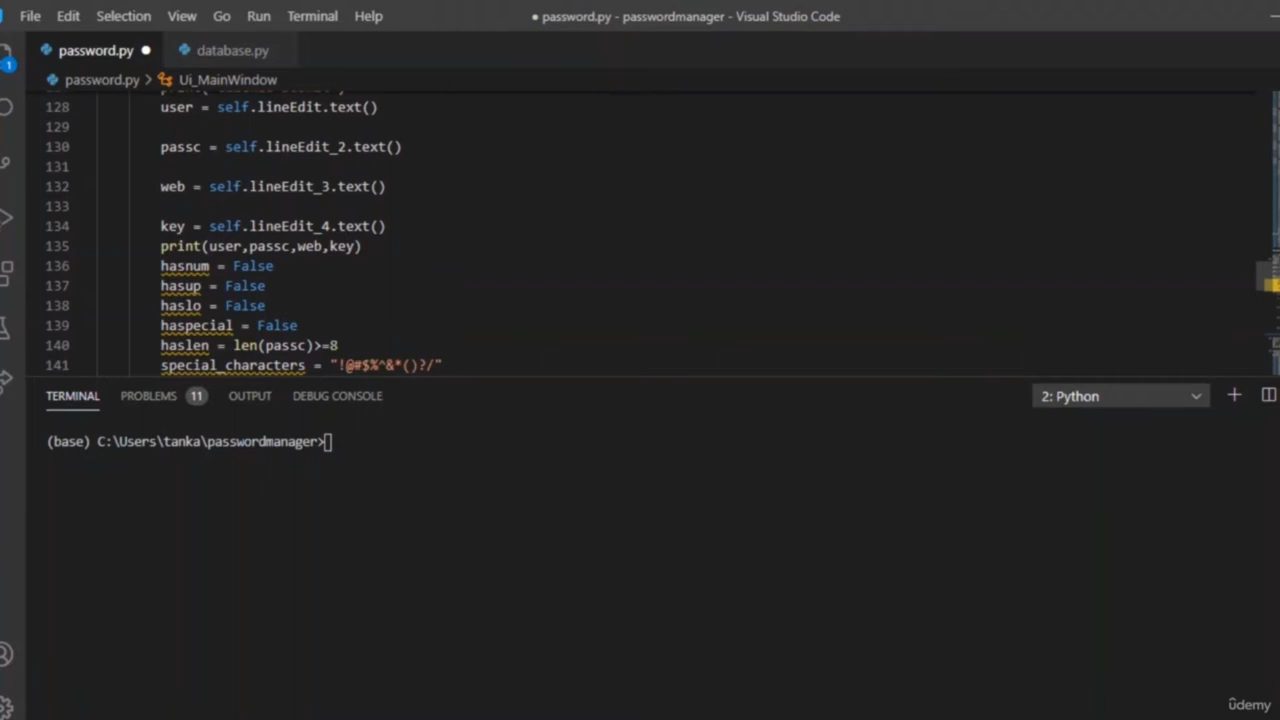 File Edit Selection View Go Run Terminal Help ● password.py - passwordmanager - Visual Studio Code
password.py ● database.py
1
password.py > Ui_MainWindow
128 user = self.lineEdit.text()
129
130 passc = self.lineEdit_2.text()
131
132 web = self.lineEdit_3.text()
133
134 key = self.lineEdit_4.text()
135 print(user,passc,web,key)
136 hasnum = False
137 hasup = False
138 haslo = False
139 haspecial = False
140 haslen = len(passc)>=8
141 special_characters = "!@#$%^&*()?/"
TERMINAL PROBLEMS 11 OUTPUT DEBUG CONSOLE 2: Python
(base) C:\Users\tanka\passwordmanager>
ûdemy